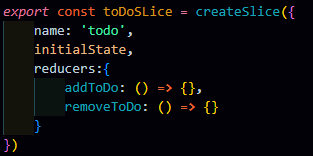 export const toDoSLice = createSlice({
    name: 'todo',
    initialState,
    reducers:{
        addToDo: () => {},
        removeToDo: () => {}
    }
})